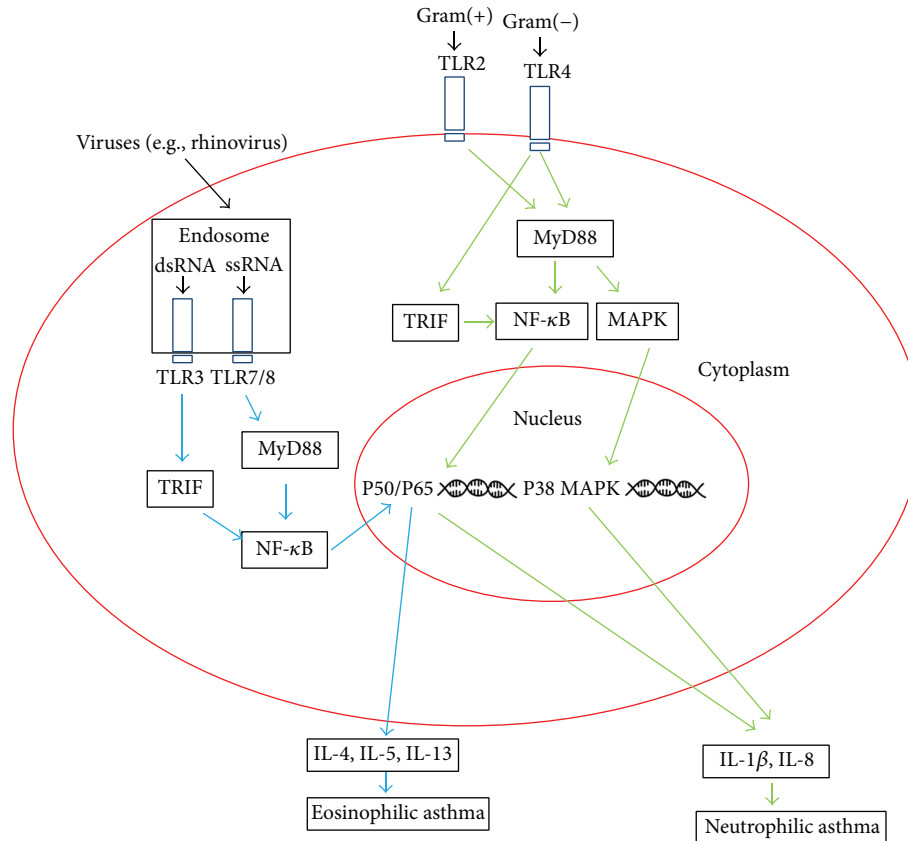 Gram(+)
Gram(−)
TLR2
TLR4
Viruses (e.g., rhinovirus)
Endosome
dsRNA
ssRNA
MyD88
TRIF
NF-κB
MAPK
TLR3
TLR7/8
Cytoplasm
Nucleus
MyD88
TRIF
P50/P65
P38 MAPK
NF-κB
IL-4, IL-5, IL-13
IL-1β, IL-8
Eosinophilic asthma
Neutrophilic asthma